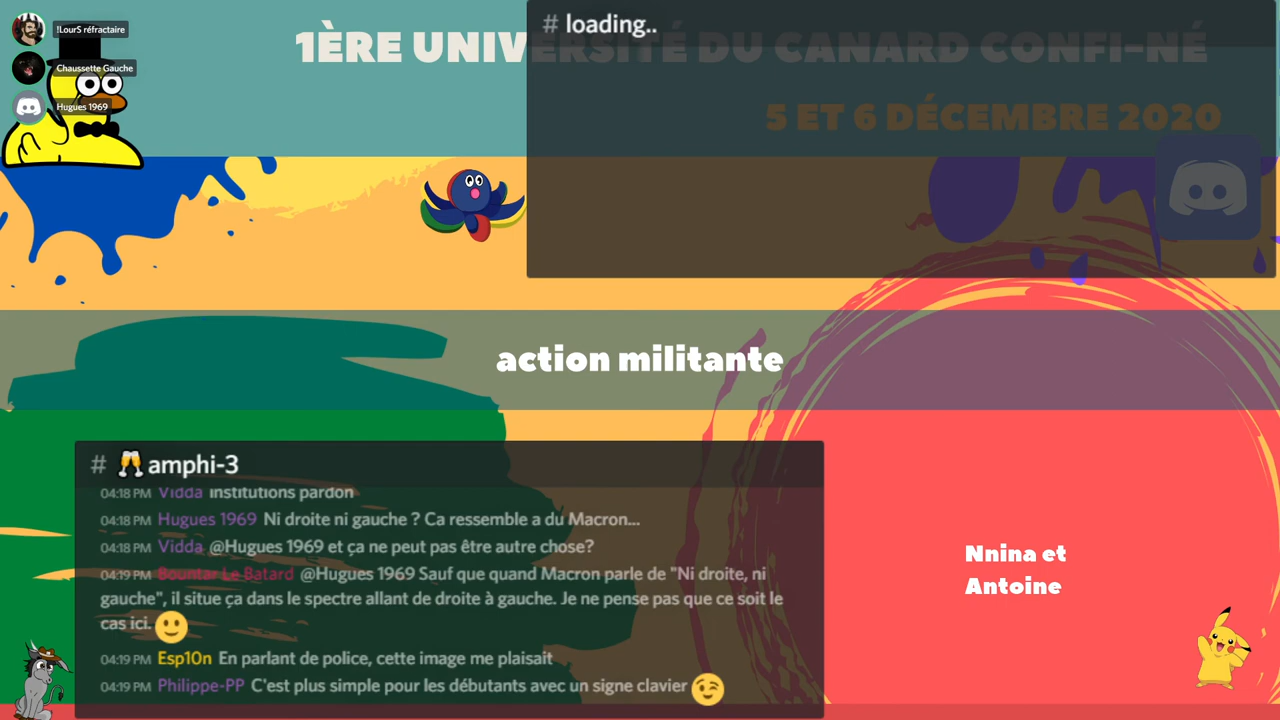 !LourS réfractaire
Chaussette Gauche
Hugues 1969
1ÈRE UNIVERSITÉ DU CANARD CONFI-NÉ
5 ET 6 DÉCEMBRE 2020
# loading..
action militante
# amphi-3
04:18 PM Vidda institutions pardon
04:18 PM Hugues 1969 Ni droite ni gauche ? Ca ressemble a du Macron...
04:18 PM Vidda @Hugues 1969 et ça ne peut pas être autre chose?
04:19 PM Bountar Le Batard @Hugues 1969 Sauf que quand Macron parle de "Ni droite, ni
gauche", il situe ça dans le spectre allant de droite à gauche. Je ne pense pas que ce soit le
cas ici.
04:19 PM Esp10n En parlant de police, cette image me plaisait
04:19 PM Philippe-PP C'est plus simple pour les débutants avec un signe clavier
Nnina et
Antoine